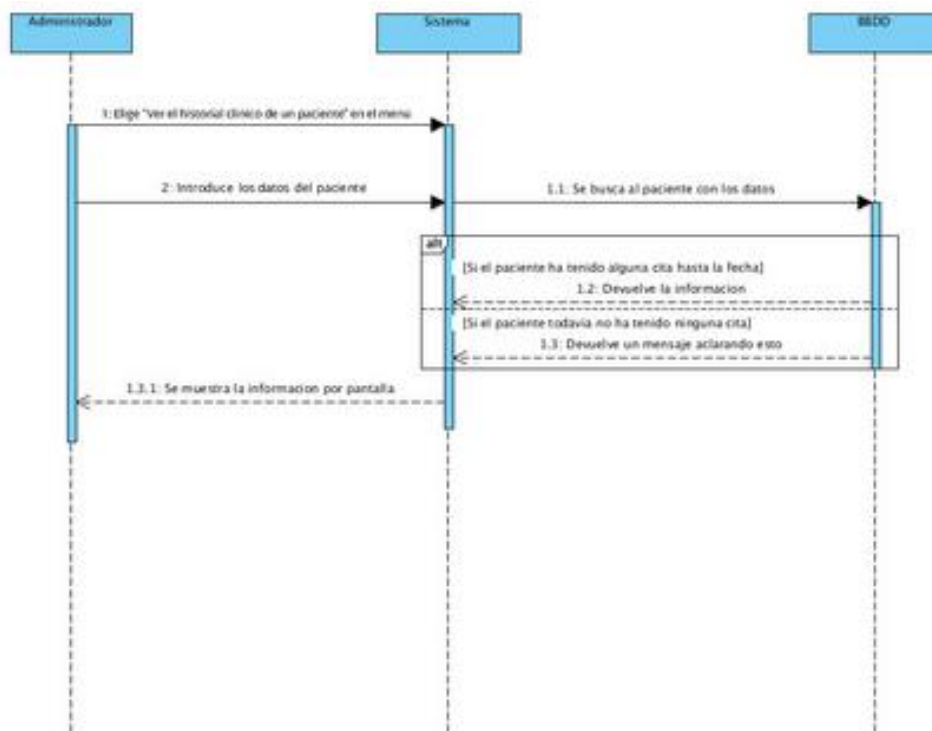 Administrador
Sistema
BBDD
1: Elige "Ver el historial clinico de un paciente" en el menu
2: Introduce los datos del paciente
1.1: Se busca al paciente con los datos
alt
[Si el paciente ha tenido alguna cita hasta la fecha]
1.2: Devuelve la informacion
[Si el paciente todavia no ha tenido ninguna cita]
1.3: Devuelve un mensaje aclarando esto
1.3.1: Se muestra la informacion por pantalla